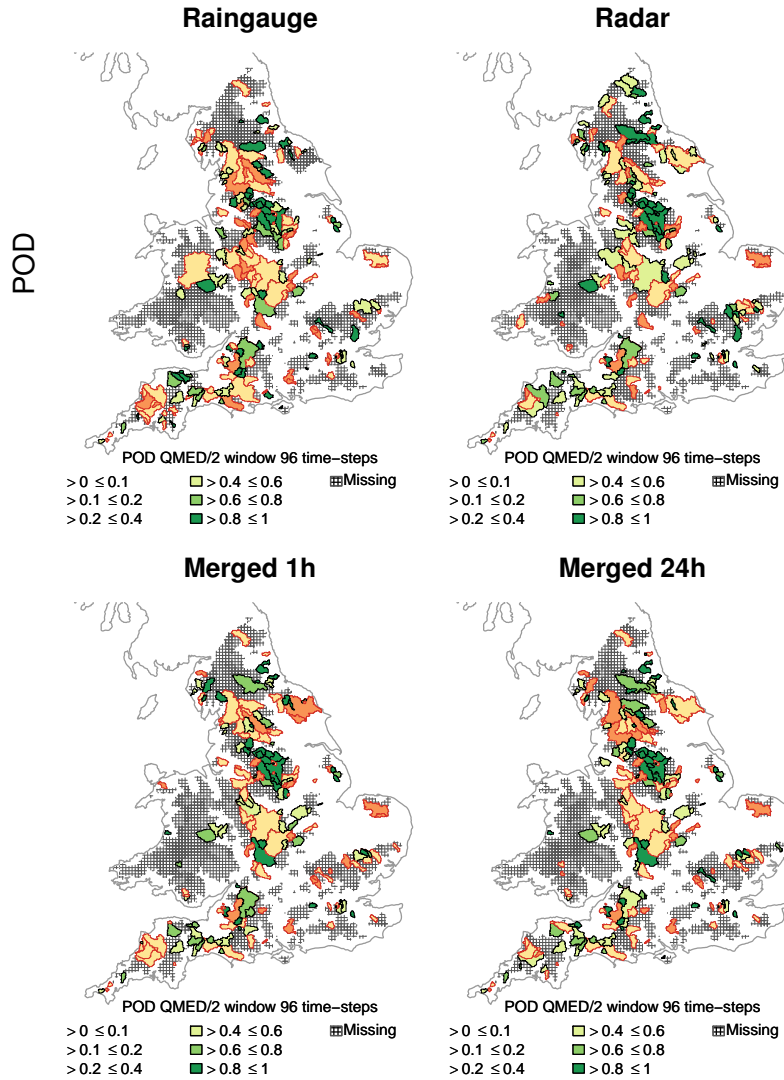 Raingauge
Radar
POD
POD QMED/2 window 96 time−steps
> 0 ≤ 0.1
> 0.4 ≤ 0.6
Missing
> 0.1 ≤ 0.2
> 0.6 ≤ 0.8
> 0.2 ≤ 0.4
> 0.8 ≤ 1
POD QMED/2 window 96 time−steps
> 0 ≤ 0.1
> 0.4 ≤ 0.6
Missing
> 0.1 ≤ 0.2
> 0.6 ≤ 0.8
> 0.2 ≤ 0.4
> 0.8 ≤ 1
Merged 1h
Merged 24h
POD QMED/2 window 96 time−steps
> 0 ≤ 0.1
> 0.4 ≤ 0.6
Missing
> 0.1 ≤ 0.2
> 0.6 ≤ 0.8
> 0.2 ≤ 0.4
> 0.8 ≤ 1
POD QMED/2 window 96 time−steps
> 0 ≤ 0.1
> 0.4 ≤ 0.6
Missing
> 0.1 ≤ 0.2
> 0.6 ≤ 0.8
> 0.2 ≤ 0.4
> 0.8 ≤ 1